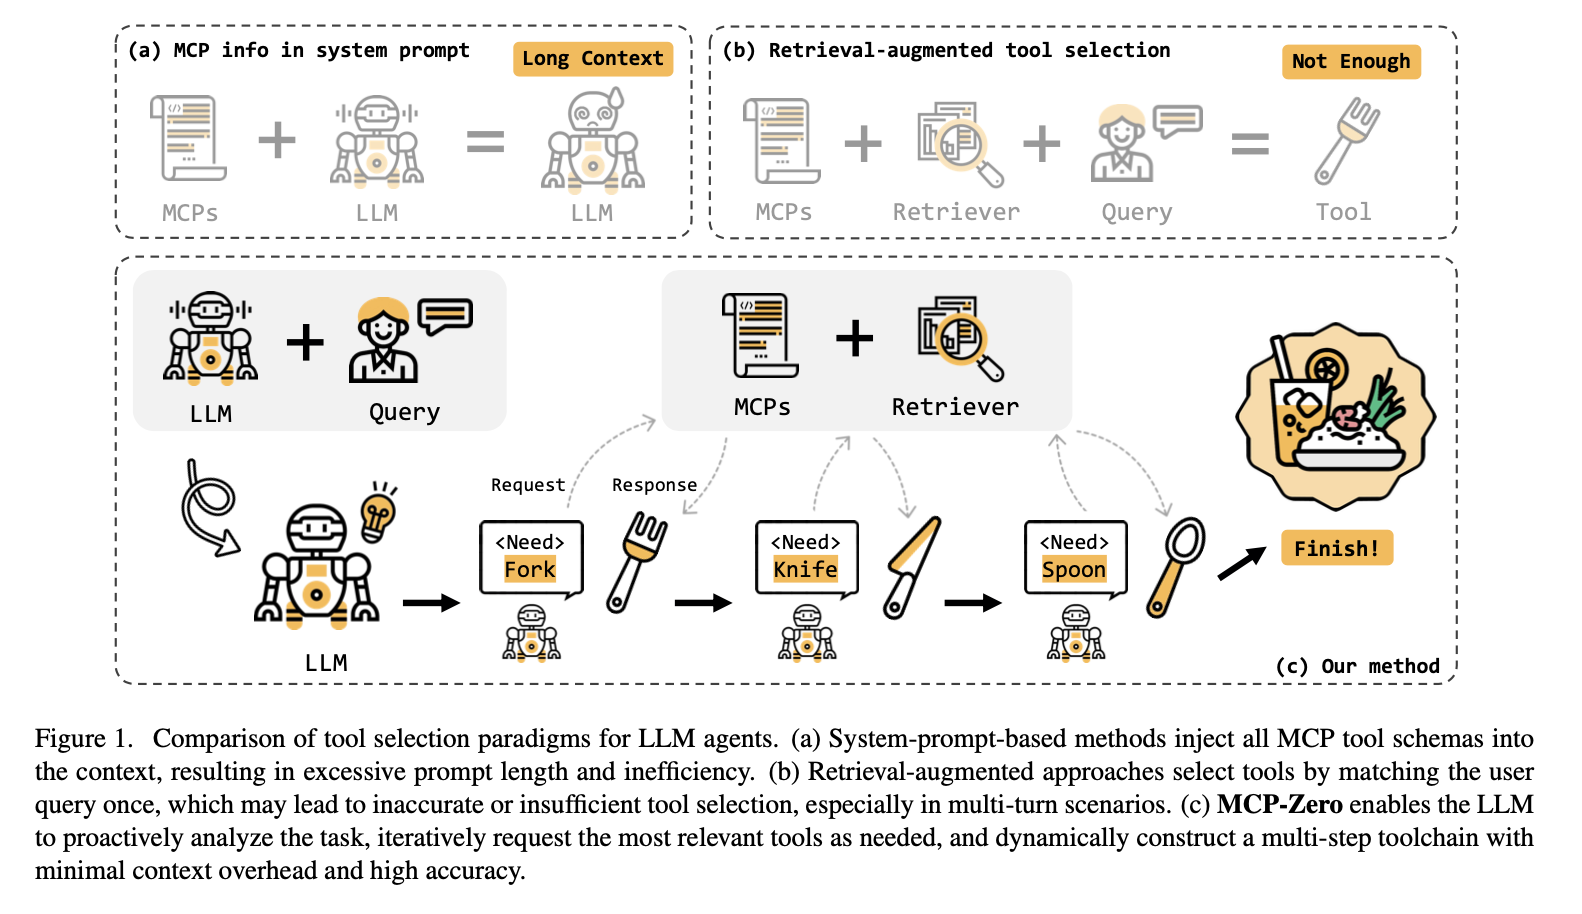 (a) MCP info in system prompt
Long Context
MCPs
LLM
LLM
(b) Retrieval-augmented tool selection
Not Enough
MCPs
Retriever
Query
Tool
LLM
Query
MCPs
Retriever
Request
Response
<Need>
Fork
<Need>
Knife
<Need>
Spoon
Finish!
LLM
(c) Our method
Figure 1. Comparison of tool selection paradigms for LLM agents. (a) System-prompt-based methods inject all MCP tool schemas into
the context, resulting in excessive prompt length and inefficiency. (b) Retrieval-augmented approaches select tools by matching the user
query once, which may lead to inaccurate or insufficient tool selection, especially in multi-turn scenarios. (c) MCP-Zero enables the LLM
to proactively analyze the task, iteratively request the most relevant tools as needed, and dynamically construct a multi-step toolchain with
minimal context overhead and high accuracy.